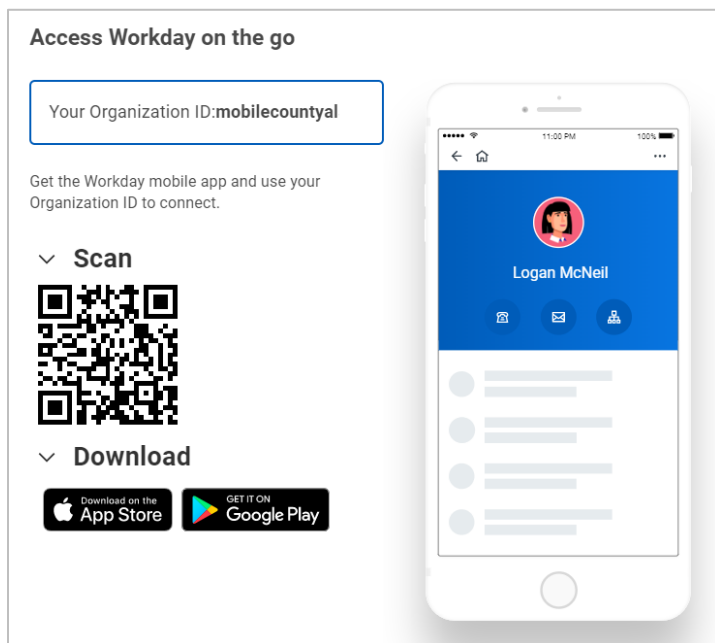 Access Workday on the go
Your Organization ID:mobilecountyal
Get the Workday mobile app and use your
Organization ID to connect.
Scan
Download
Download on the
App Store
GET IT ON
Google Play
11:00 PM
100%
Logan McNeil